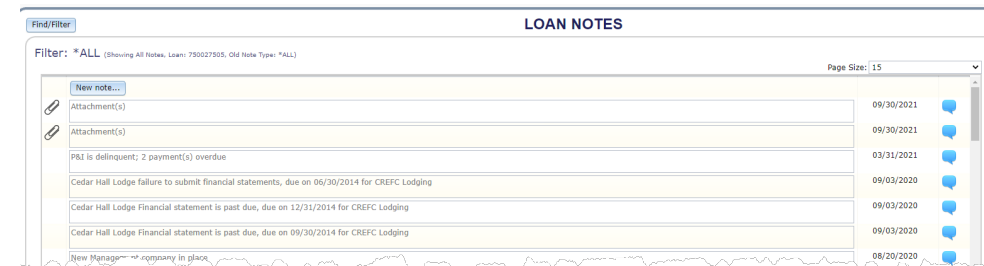 Find/Filter
LOAN NOTES
Filter: *ALL (Showing All Notes, Loan: 750027505, Old Note Type: *ALL)
Page Size: 15
New note...
Attachment(s) 09/30/2021
Attachment(s) 09/30/2021
P&I is delinquent; 2 payment(s) overdue 03/31/2021
Cedar Hall Lodge failure to submit financial statements, due on 06/30/2014 for CREFC Lodging 09/03/2020
Cedar Hall Lodge Financial statement is past due, due on 12/31/2014 for CREFC Lodging 09/03/2020
Cedar Hall Lodge Financial statement is past due, due on 09/30/2014 for CREFC Lodging 09/03/2020
New Management company in place 08/20/2020